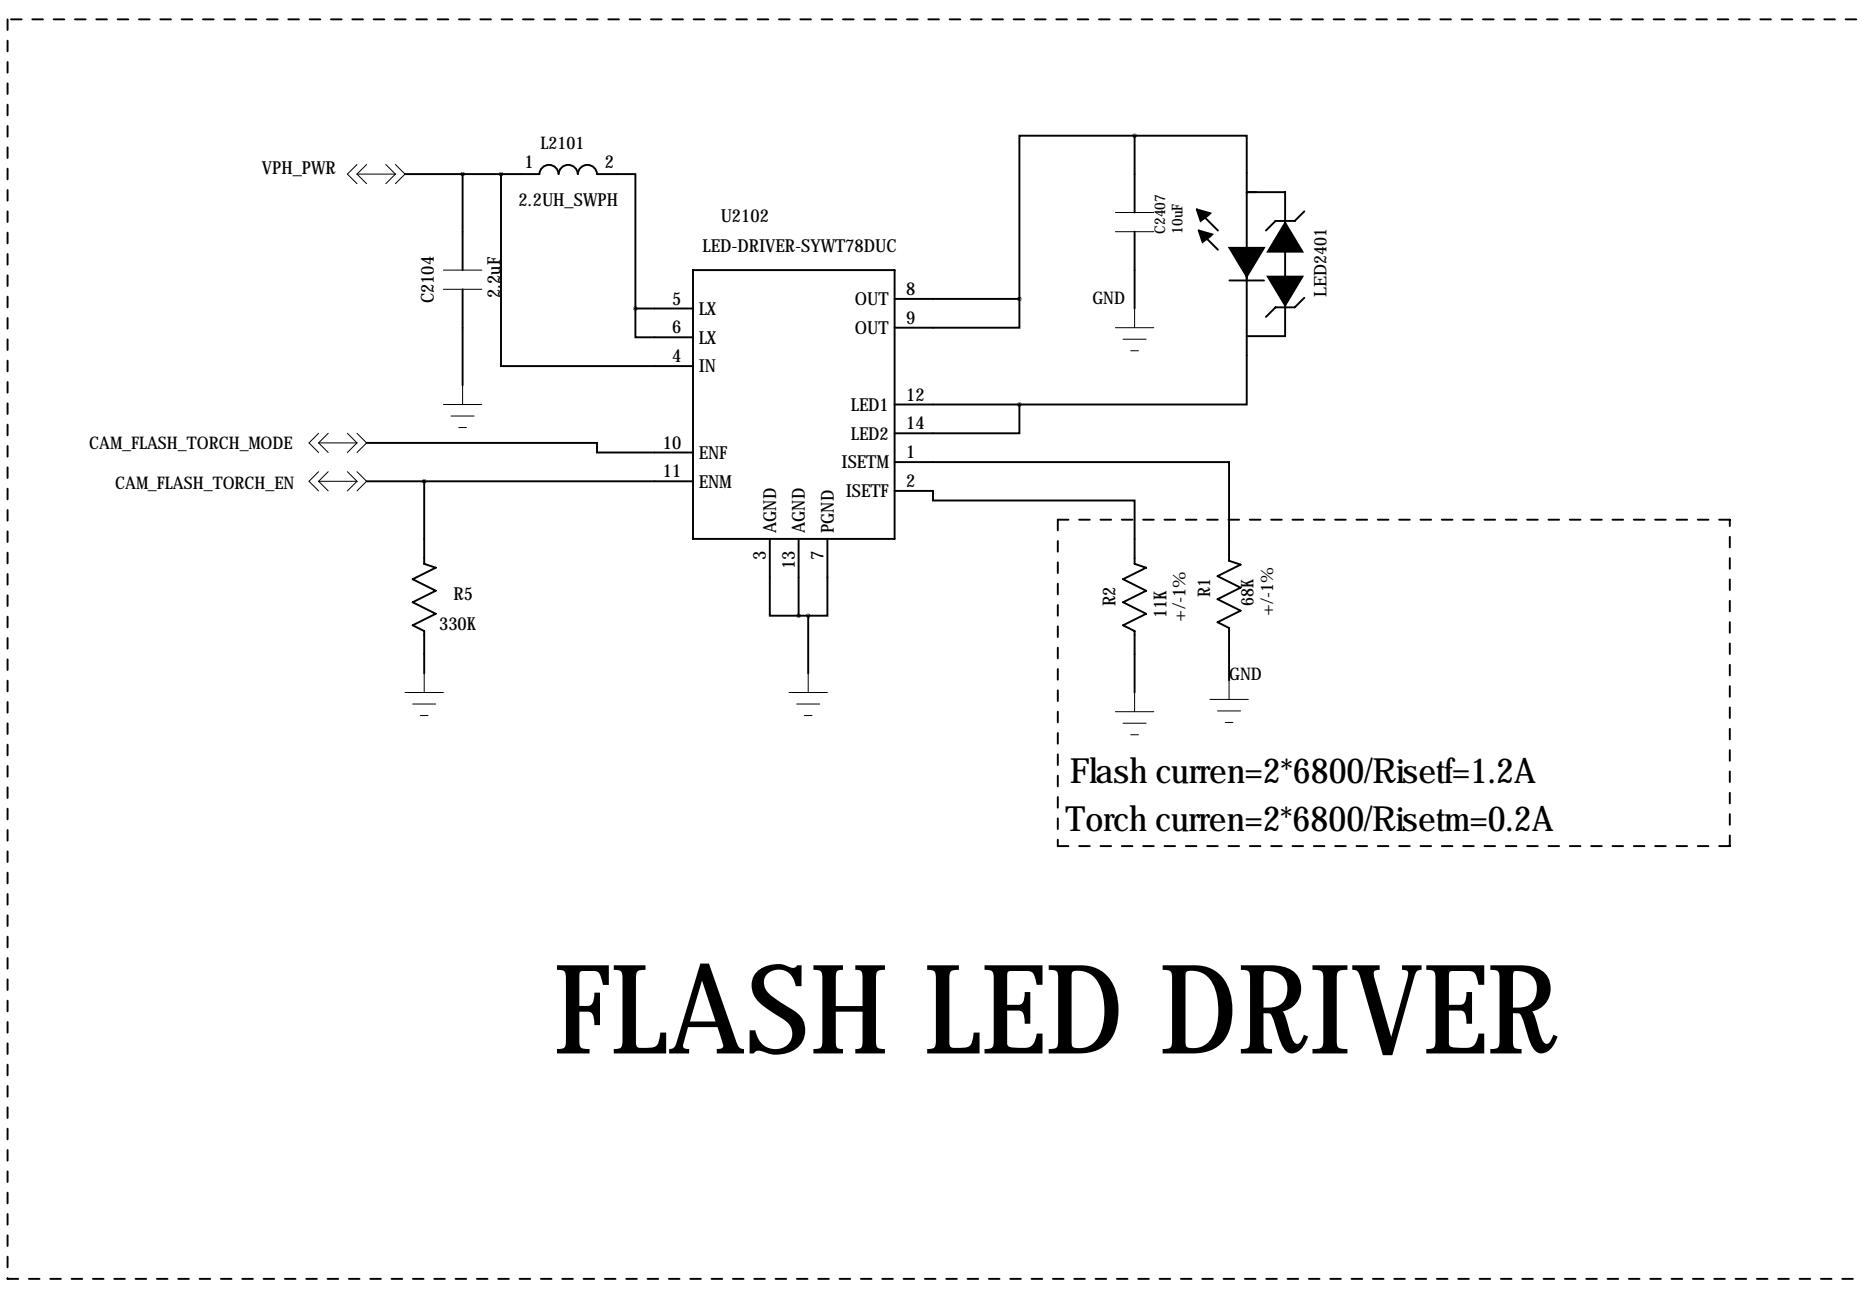 L2101
VPH_PWR
1
2
2.2UH_SWPH
U2102
LED-DRIVER-SYWT78DUC
C2104
2.2uF
5
LX
6
LX
4
IN
CAM_FLASH_TORCH_MODE
10
ENF
CAM_FLASH_TORCH_EN
11
ENM
OUT
8
OUT
9
LED1
12
LED2
14
ISETM
1
ISETF
2
AGND
AGND
PGND
3
13
7
C2407
10uF
GND
LED2401
R5
330K
R2
11K
+/-1%
R1
68K
+/-1%
GND
Flash curren=2*6800/Risetf=1.2A
Torch curren=2*6800/Risetm=0.2A
FLASH LED DRIVER